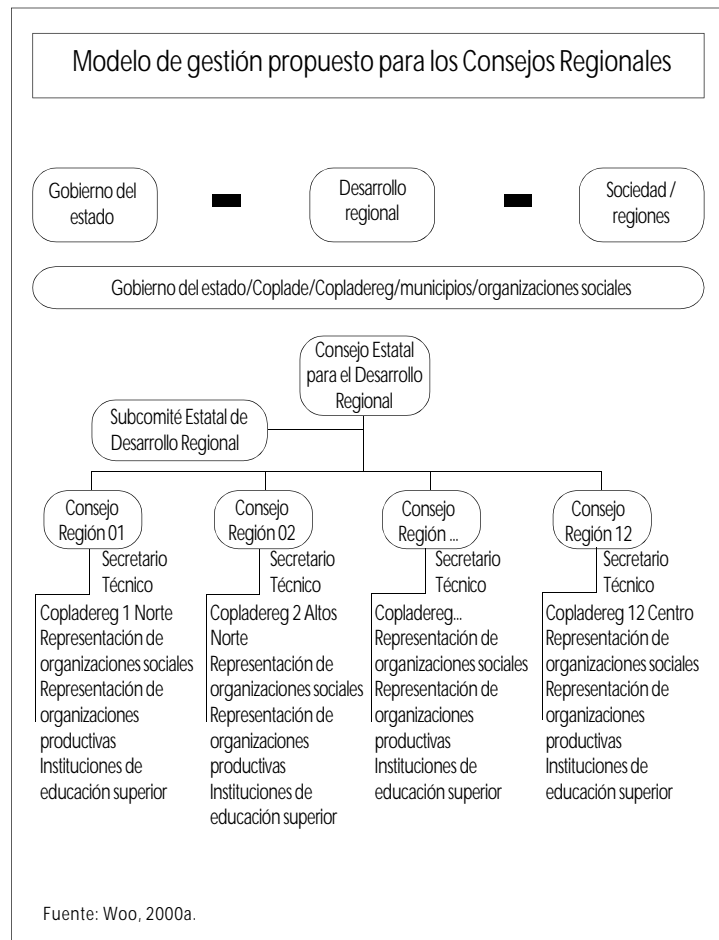 Modelo de gestión propuesto para los Consejos Regionales
Gobierno del
estado
Desarrollo
regional
Sociedad /
regiones
Gobierno del estado/Coplade/Copladereg/municipios/organizaciones sociales
Consejo Estatal
para el Desarrollo
Regional
Subcomité Estatal de
Desarrollo Regional
Consejo
Región 01
Secretario
Técnico
Copladereg 1 Norte
Representación de
organizaciones sociales
Representación de
organizaciones
productivas
Instituciones de
educación superior
Consejo
Región 02
Secretario
Técnico
Copladereg 2 Altos
Norte
Representación de
organizaciones sociales
Representación de
organizaciones
productivas
Instituciones de
educación superior
Consejo
Región ...
Secretario
Técnico
Copladereg...
Representación de
organizaciones sociales
Representación de
organizaciones
productivas
Instituciones de
educación superior
Consejo
Región 12
Secretario
Técnico
Copladereg 12 Centro
Representación de
organizaciones sociales
Representación de
organizaciones
productivas
Instituciones de
educación superior
Fuente: Woo, 2000a.